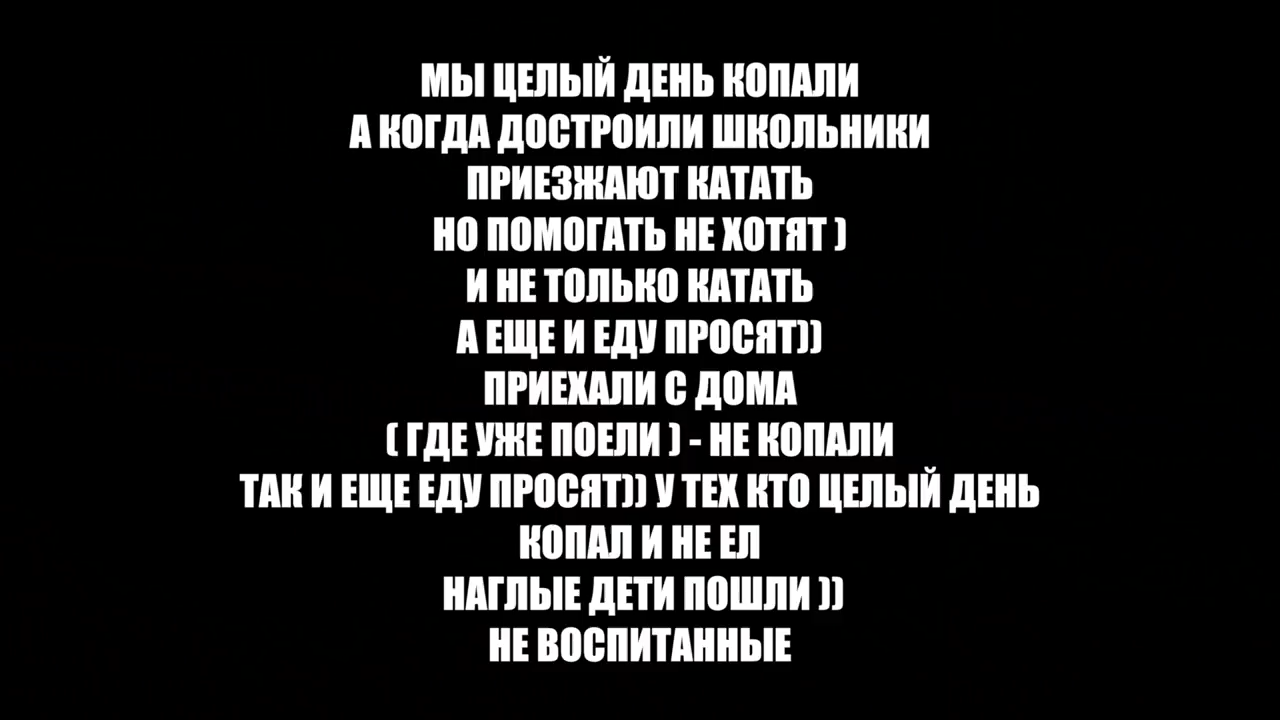 МЫ ЦЕЛЫЙ ДЕНЬ КОПАЛИ
А КОГДА ДОСТРОИЛИ ШКОЛЬНИКИ
ПРИЕЗЖАЮТ КАТАТЬ
НО ПОМОГАТЬ НЕ ХОТЯТ )
И НЕ ТОЛЬКО КАТАТЬ
А ЕЩЕ И ЕДУ ПРОСЯТ))
ПРИЕХАЛИ С ДОМА
( ГДЕ УЖЕ ПОЕЛИ ) - НЕ КОПАЛИ
ТАК И ЕЩЕ ЕДУ ПРОСЯТ)) У ТЕХ КТО ЦЕЛЫЙ ДЕНЬ
КОПАЛ И НЕ ЕЛ
НАГЛЫЕ ДЕТИ ПОШЛИ ))
НЕ ВОСПИТАННЫЕ